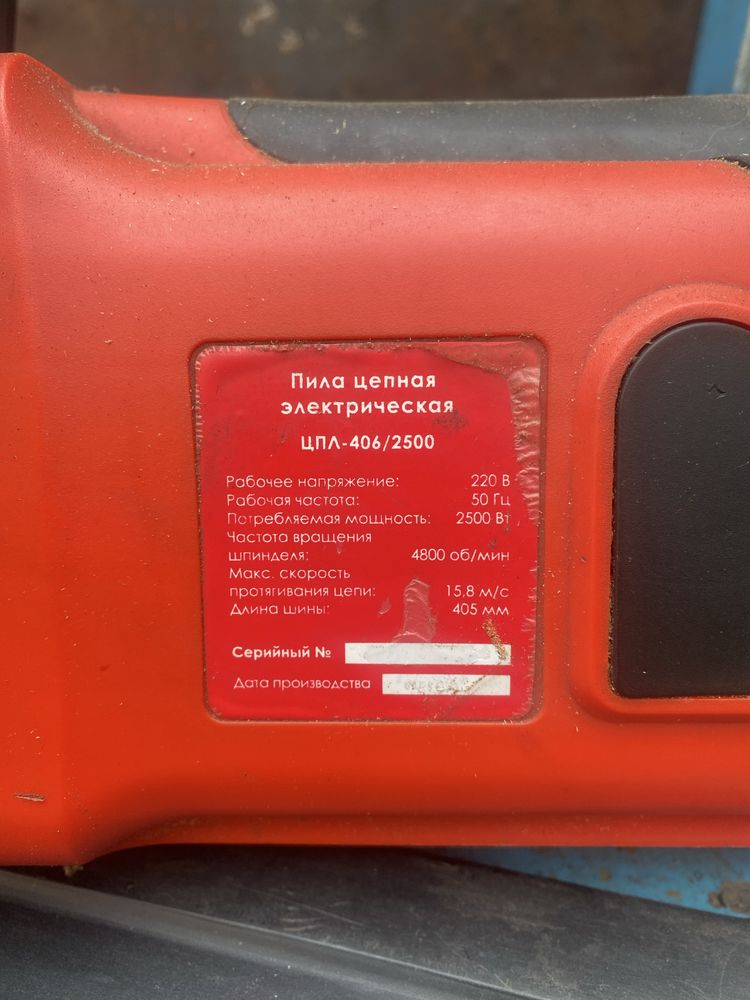 Пила цепная
электрическая
ЦПЛ-406/2500
Рабочее напряжение: 220 В
Рабочая частота: 50 Гц
Потребляемая мощность: 2500 Вт
Частота вращения
шпинделя: 4800 об/мин
Макс. скорость
протягивания цепи: 15.8 м/с
Длина шины: 405 мм
Серийный №
Дата производства